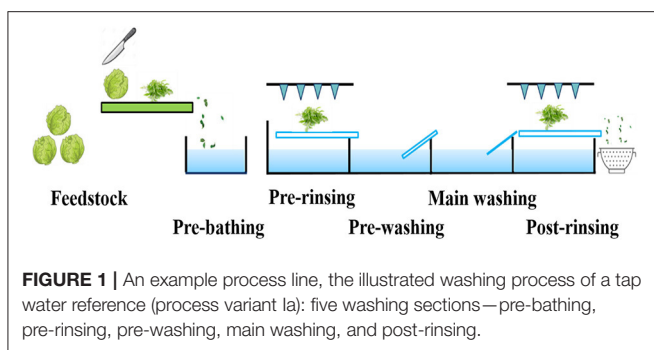 Feedstock
Pre-bathing
Pre-rinsing
Pre-washing
Main washing
Post-rinsing
FIGURE 1 | An example process line, the illustrated washing process of a tap
water reference (process variant Ia): five washing sections—pre-bathing,
pre-rinsing, pre-washing, main washing, and post-rinsing.